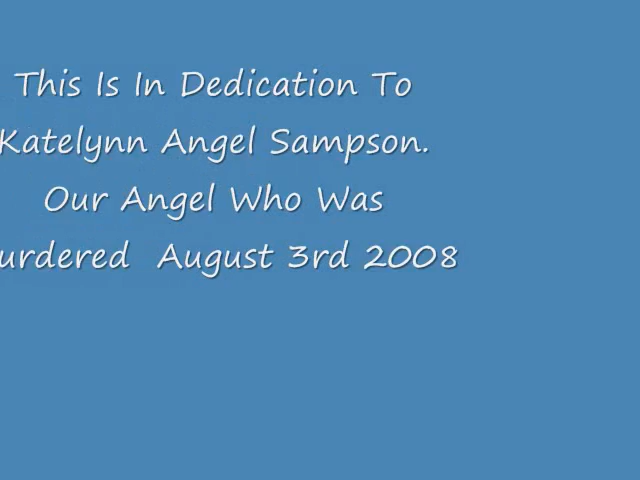 This Is In Dedication To
Katelynn Angel Sampson.
Our Angel Who Was
urdered August 3rd 2008